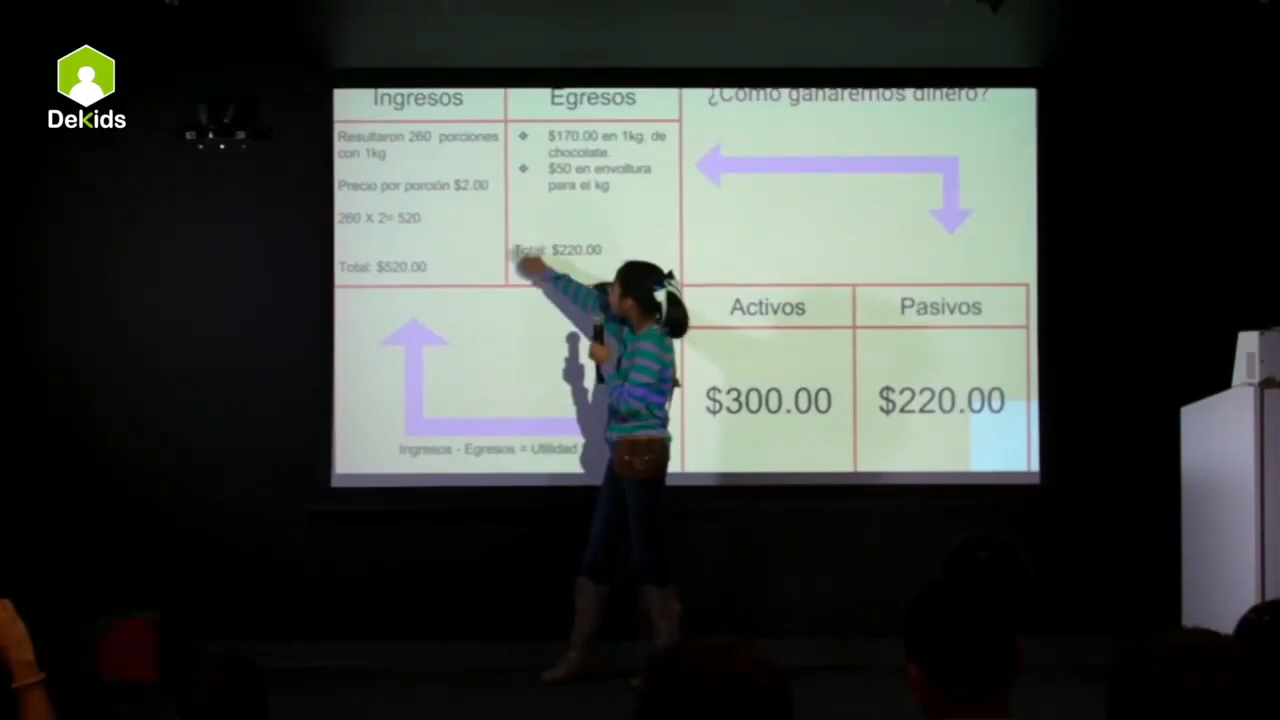 DeKids
Ingresos
Resultaron 260 porciones
con 1kg
Precio por porción $2.00
260 X 2= 520
Total: $520.00
Egresos
❖ $170.00 en 1kg. de
chocolate.
❖ $50 en envoltura
para el kg
Total: $220.00
¿Cómo ganaremos dinero?
Ingresos - Egresos = Utilidad
Activos
Pasivos
$300.00
$220.00